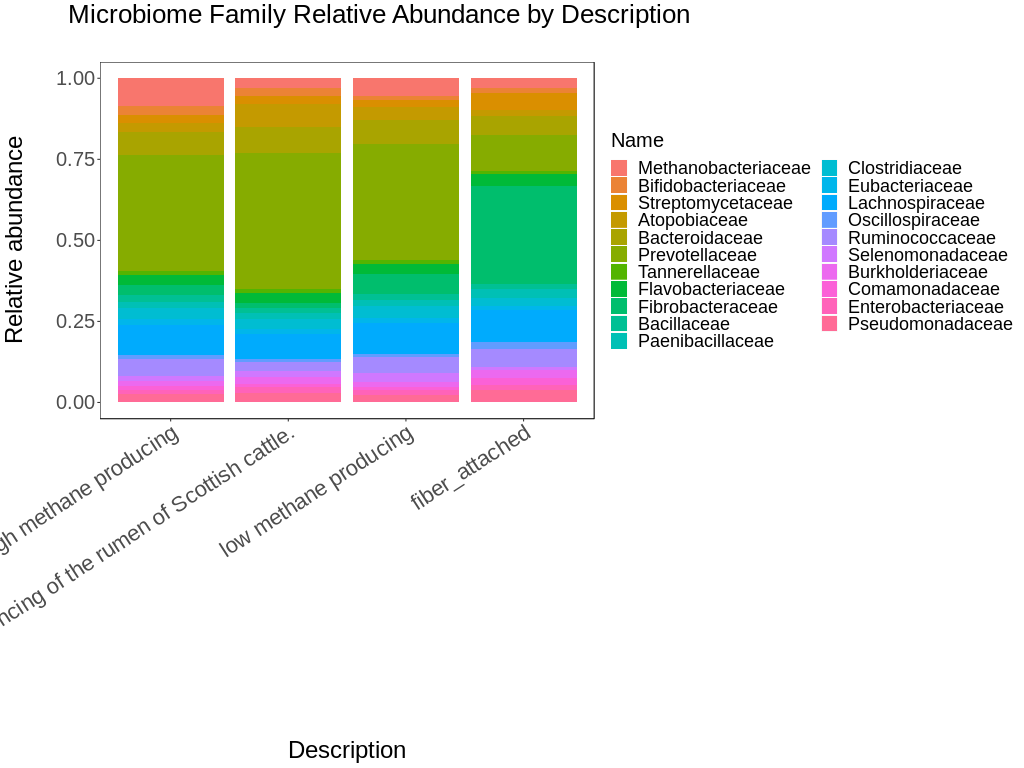 Microbiome Family Relative Abundance by Description
Relative abundance
1.00
0.75
0.50
0.25
0.00
methane producing
of the rumen of Scottish cattle.
low methane producing
fiber_attached
Description
Name
Methanobacteriaceae
Bifidobacteriaceae
Streptomycetaceae
Atopobiaceae
Bacteroidaceae
Prevotellaceae
Tannerellaceae
Flavobacteriaceae
Fibrobacteraceae
Bacillaceae
Paenibacillaceae
Clostridiaceae
Eubacteriaceae
Lachnospiraceae
Oscillospiraceae
Ruminococcaceae
Selenomonadaceae
Burkholderiaceae
Comamonadaceae
Enterobacteriaceae
Pseudomonadaceae